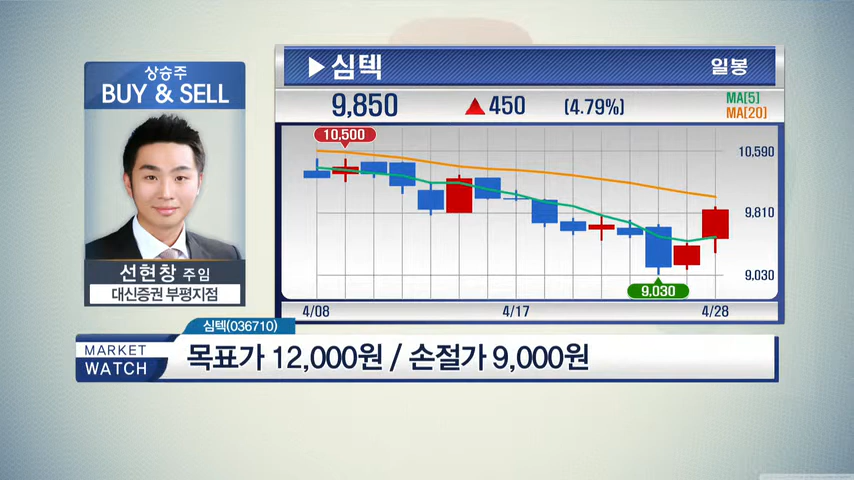 상승주
BUY & SELL
선현창 주임
대신증권 부평지점
▶심텍
일봉
9,850 ▲450 (4.79%)
MA[5]
MA[20]
10,500
10,590
9,810
9,030
9,030
4/08 4/17 4/28
심텍(036710)
MARKET WATCH
목표가 12,000원 / 손절가 9,000원